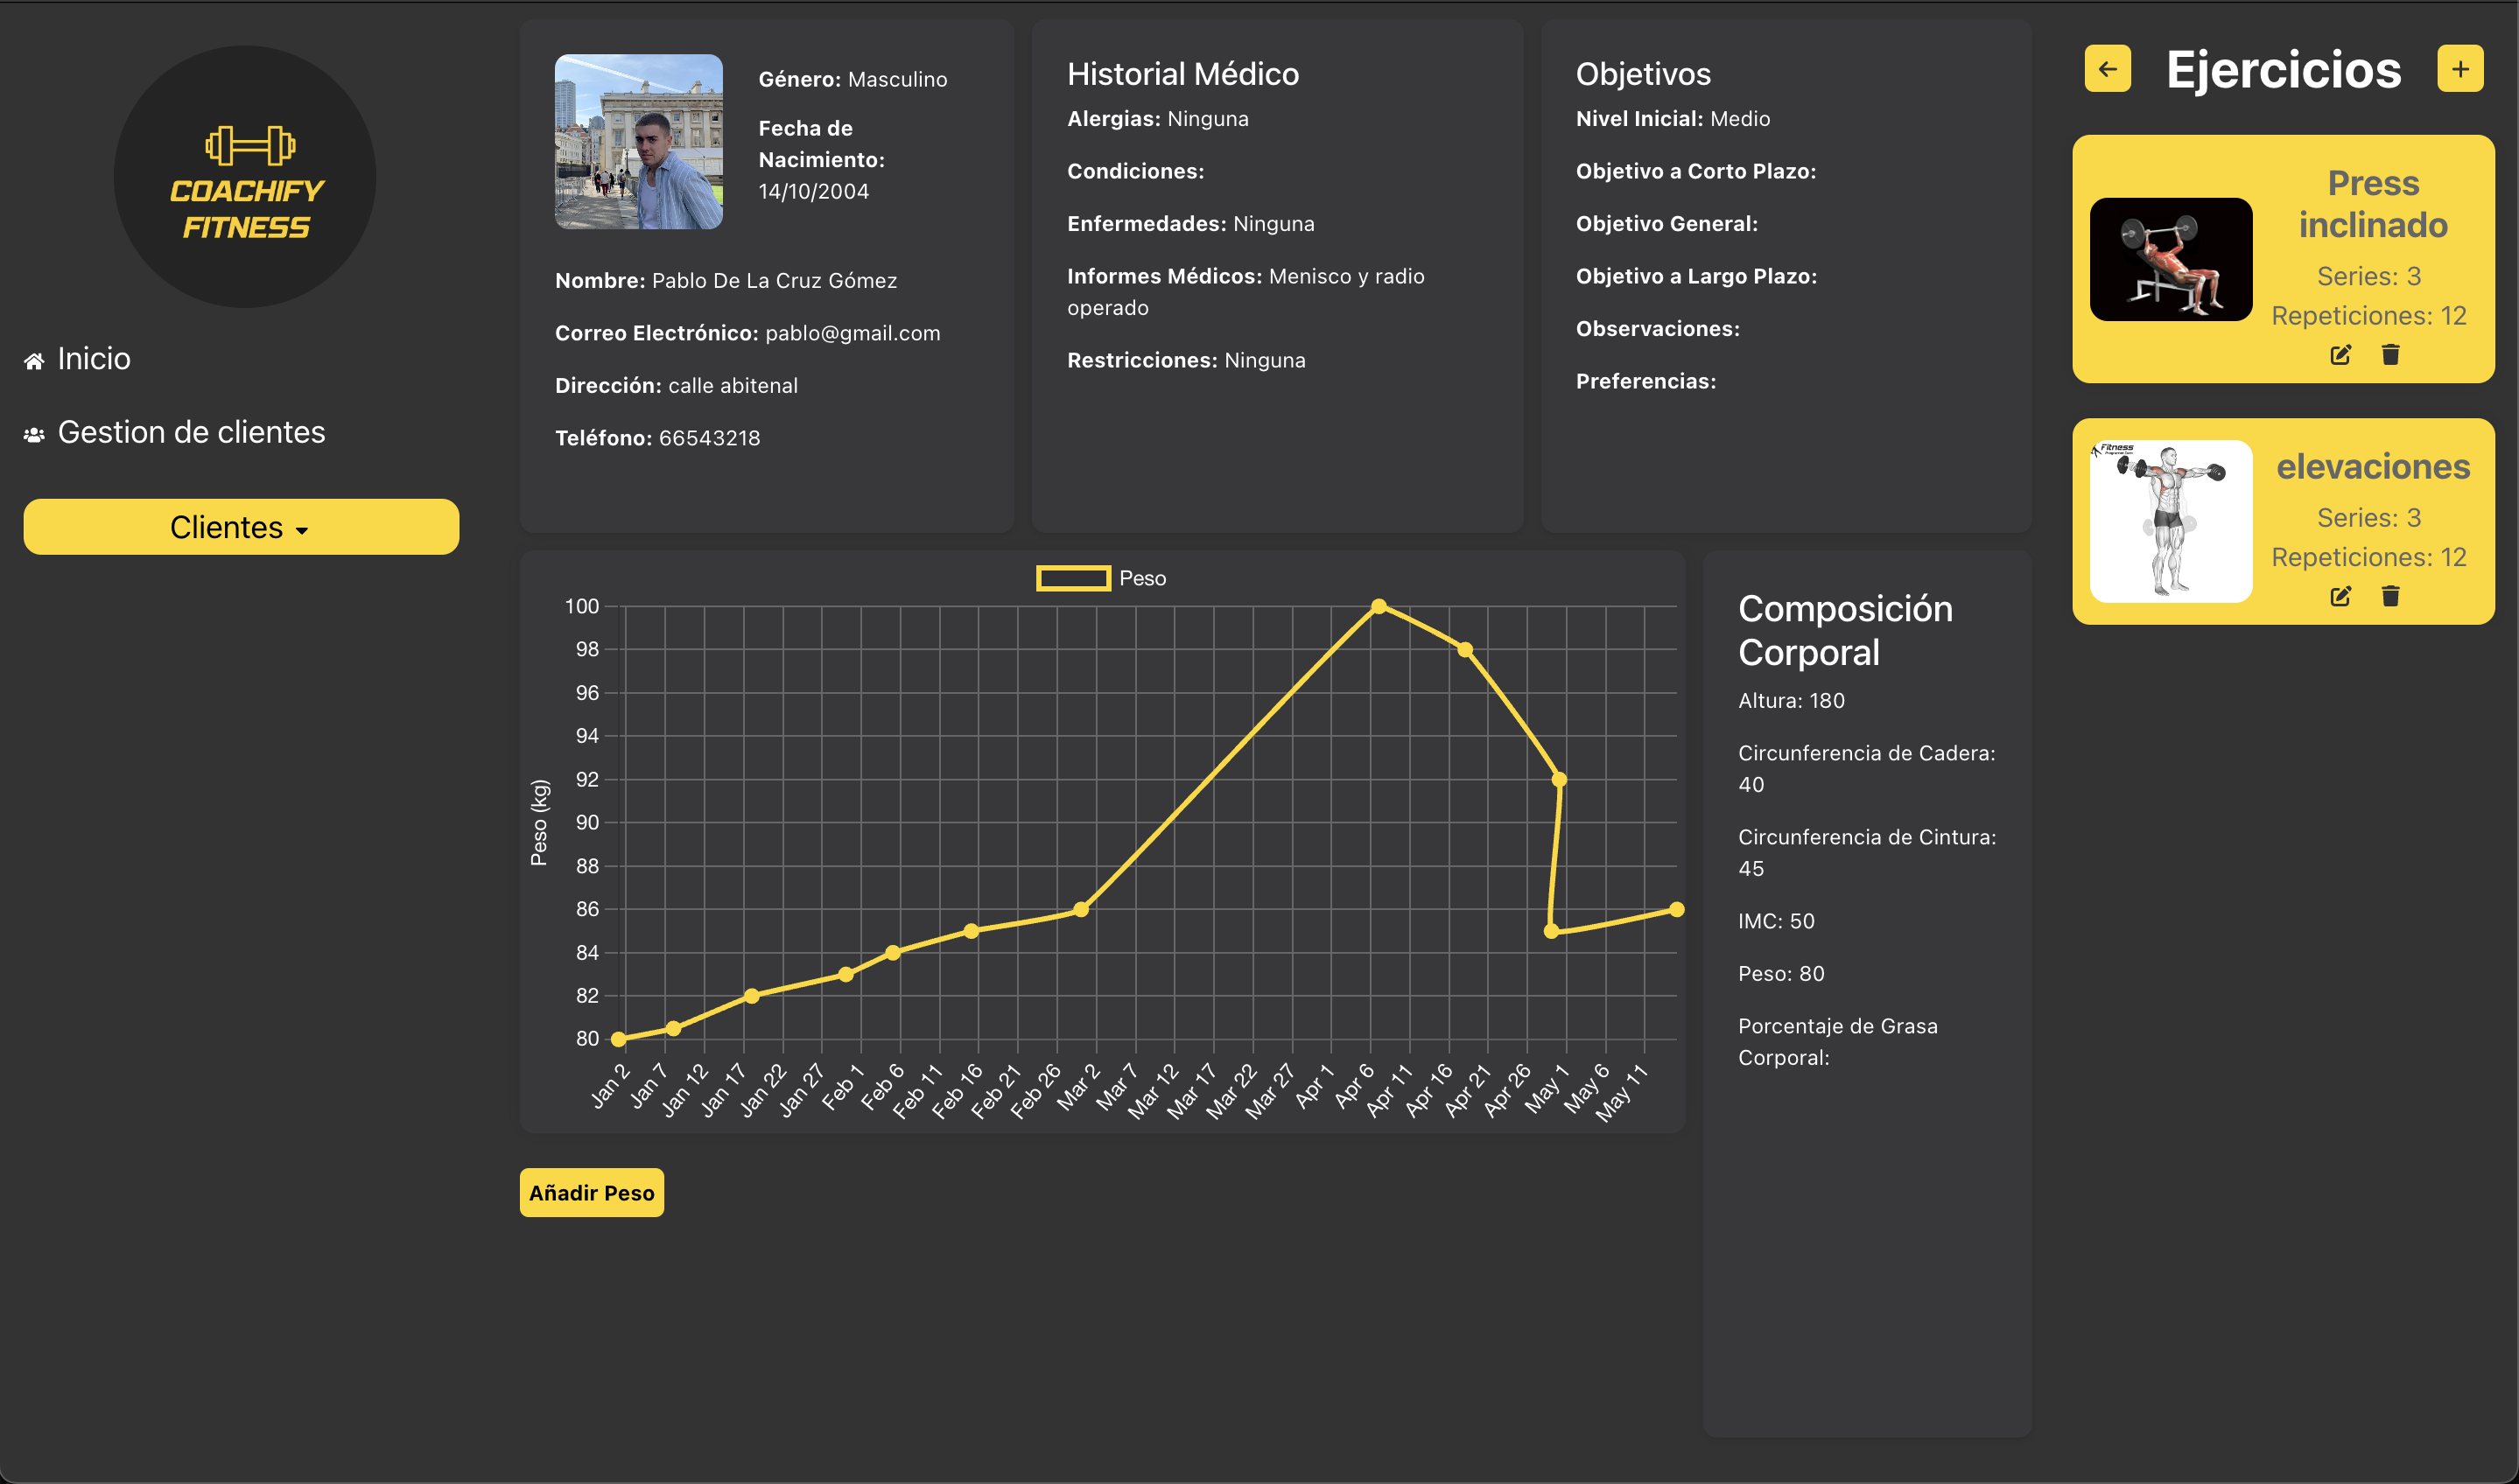 COACHIFY
FITNESS
Inicio
Gestion de clientes
Clientes
Género: Masculino
Fecha de
Nacimiento:
14/10/2004
Nombre: Pablo De La Cruz Gómez
Correo Electrónico: pablo@gmail.com
Dirección: calle abitenal
Teléfono: 66543218
Historial Médico
Alergias: Ninguna
Condiciones:
Enfermedades: Ninguna
Informes Médicos: Menisco y radio
operado
Restricciones: Ninguna
Objetivos
Nivel Inicial: Medio
Objetivo a Corto Plazo:
Objetivo General:
Objetivo a Largo Plazo:
Observaciones:
Preferencias:
Peso
Peso (kg)
100
98
96
94
92
90
88
86
84
82
80
Jan 2
Jan 7
Jan 12
Jan 17
Jan 22
Jan 27
Feb 1
Feb 6
Feb 11
Feb 16
Feb 21
Feb 26
Mar 2
Mar 7
Mar 12
Mar 17
Mar 22
Mar 27
Apr 1
Apr 6
Apr 11
Apr 16
Apr 21
Apr 26
May 1
May 6
May 11
Añadir Peso
Composición
Corporal
Altura: 180
Circunferencia de Cadera:
40
Circunferencia de Cintura:
45
IMC: 50
Peso: 80
Porcentaje de Grasa
Corporal:
Ejercicios
Press
inclinado
Series: 3
Repeticiones: 12
Fitness
elevaciones
Series: 3
Repeticiones: 12